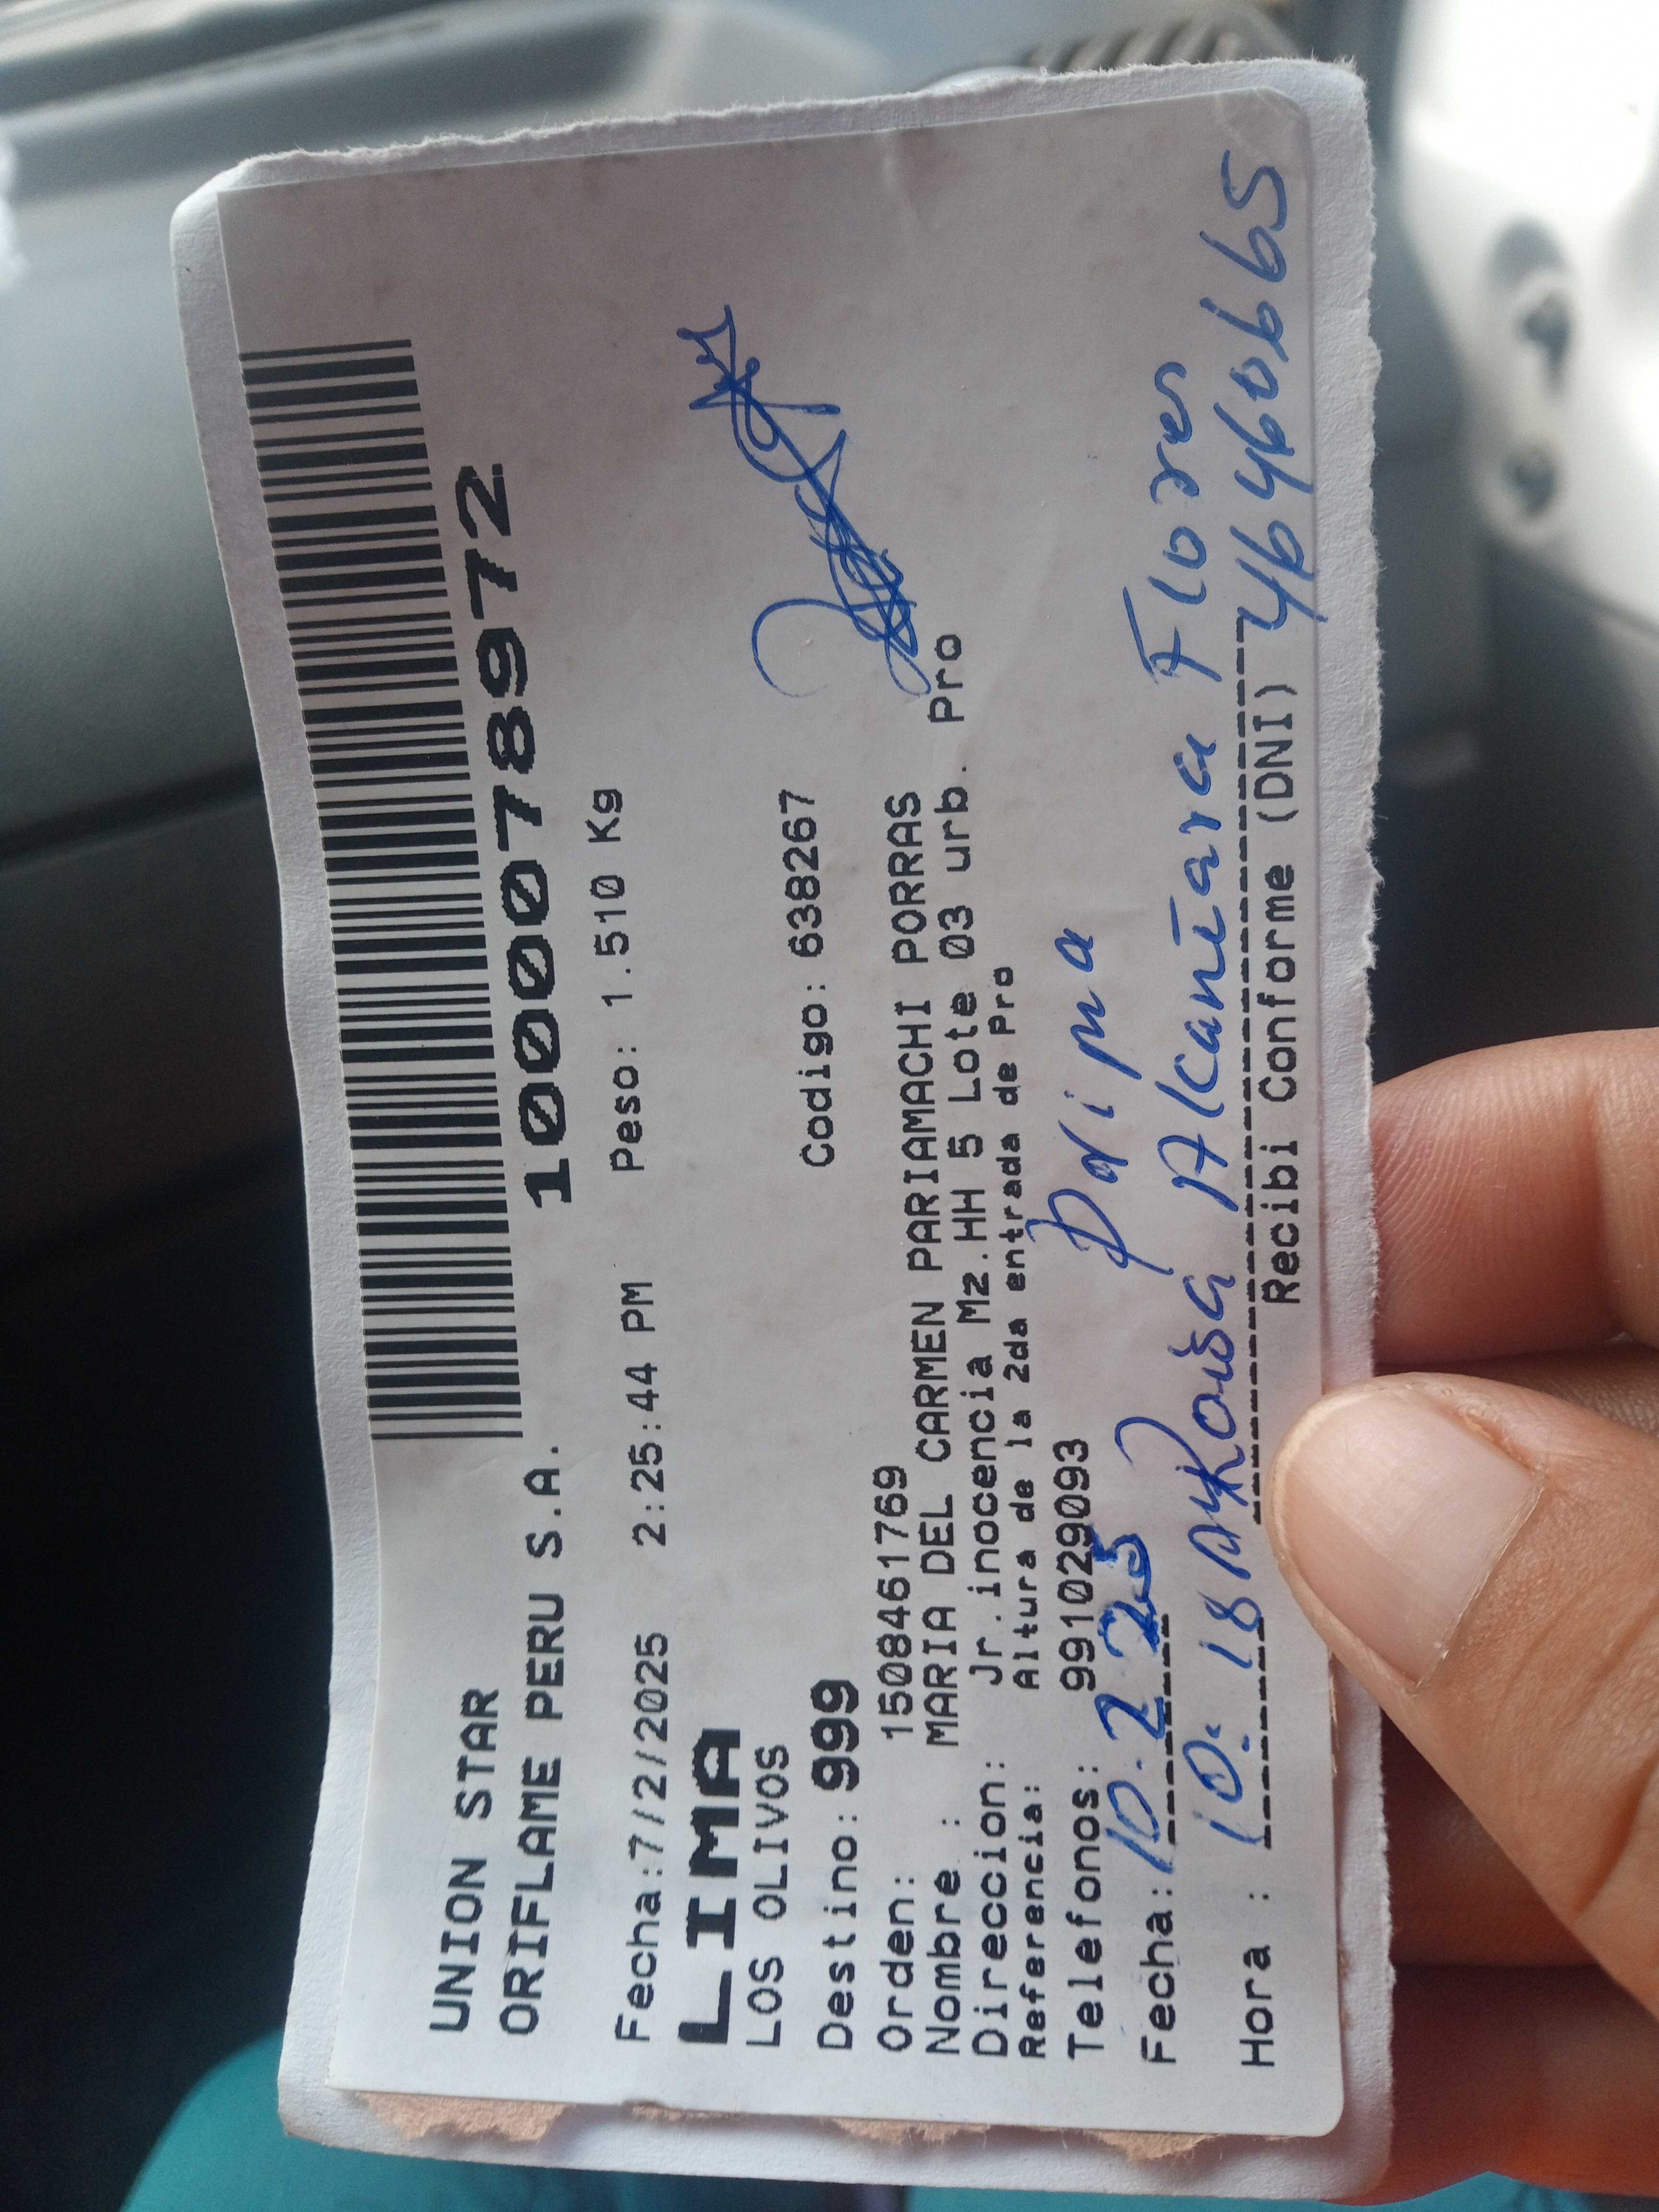 UNION STAR
ORIFLAME PERU S.A.
1000078972
Fecha:7/2/2025 2:25:44 PM Peso: 1.510 Kg
LIMA
LOS OLIVOS
Destino: 999 Codigo: 638267
Orden: 1508461769
Nombre : MARIA DEL CARMEN PARIAMACHI PORRAS
Direccion: Jr.inocencia Mz.HH 5 Lote 03 urb. Pro
Referencia: Altura de la 2da entrada de Pro
Telefonos: 991029093
Fecha: 10.2 25
Hora : 10:18 Alcantara Flores
Recibi Conforme (DNI) 46460665